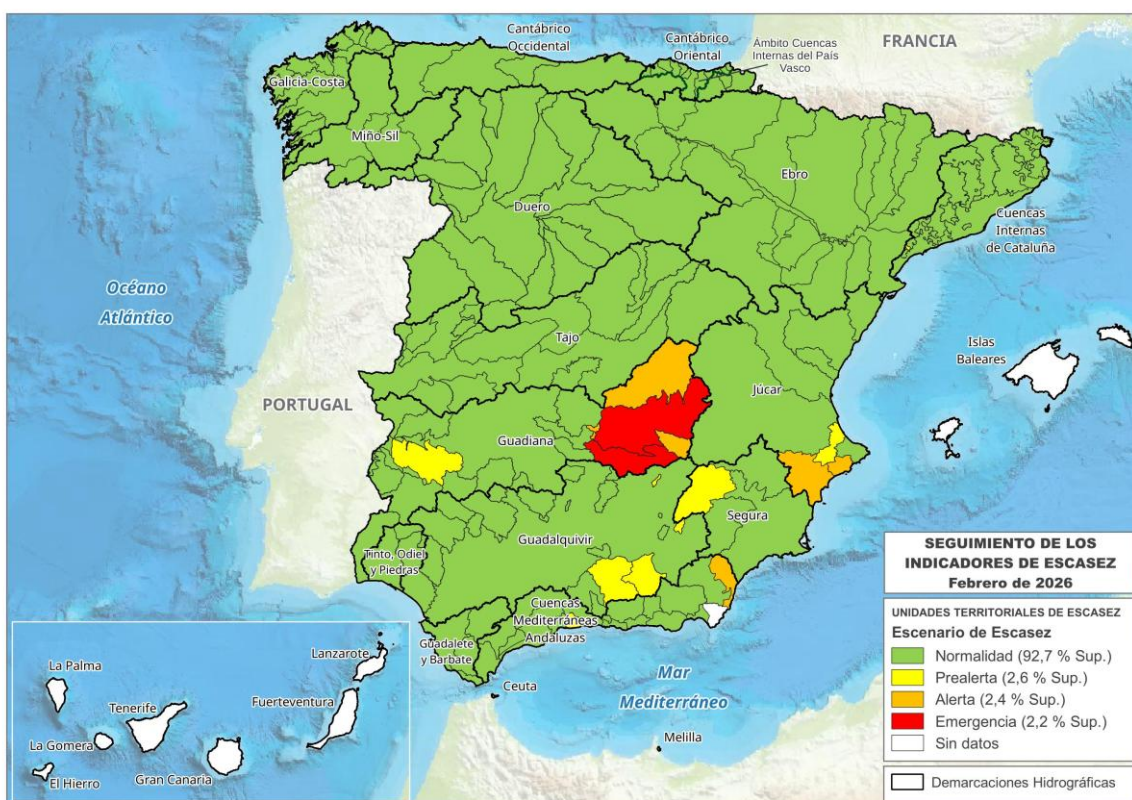 Cantábrico
Occidental
Cantábrico
Oriental
Ámbito Cuencas
Internas del País
Vasco
FRANCIA
Galicia-Costa
Miño-Sil
Ebro
Duero
Cuencas
Internas
de Cataluña
Océano
Atlántico
Tajo
Islas
Baleares
Júcar
PORTUGAL
Guadiana
Segura
Guadalquivir
Tinto, Odiel
y Piedras
Cuencas
Mediterráneas
Andaluzas
Guadalete
y Barbate
Ceuta
Mar
Mediterráneo
Melilla
Lanzarote
La Palma
Fuerteventura
Tenerife
La Gomera
El Hierro
Gran Canaria
SEGUIMIENTO DE LOS
INDICADORES DE ESCASEZ
Febrero de 2026
UNIDADES TERRITORIALES DE ESCASEZ
Escenario de Escasez
Normalidad (92,7 % Sup.)
Prealerta (2,6 % Sup.)
Alerta (2,4 % Sup.)
Emergencia (2,2 % Sup.)
Sin datos
Demarcaciones Hidrográficas